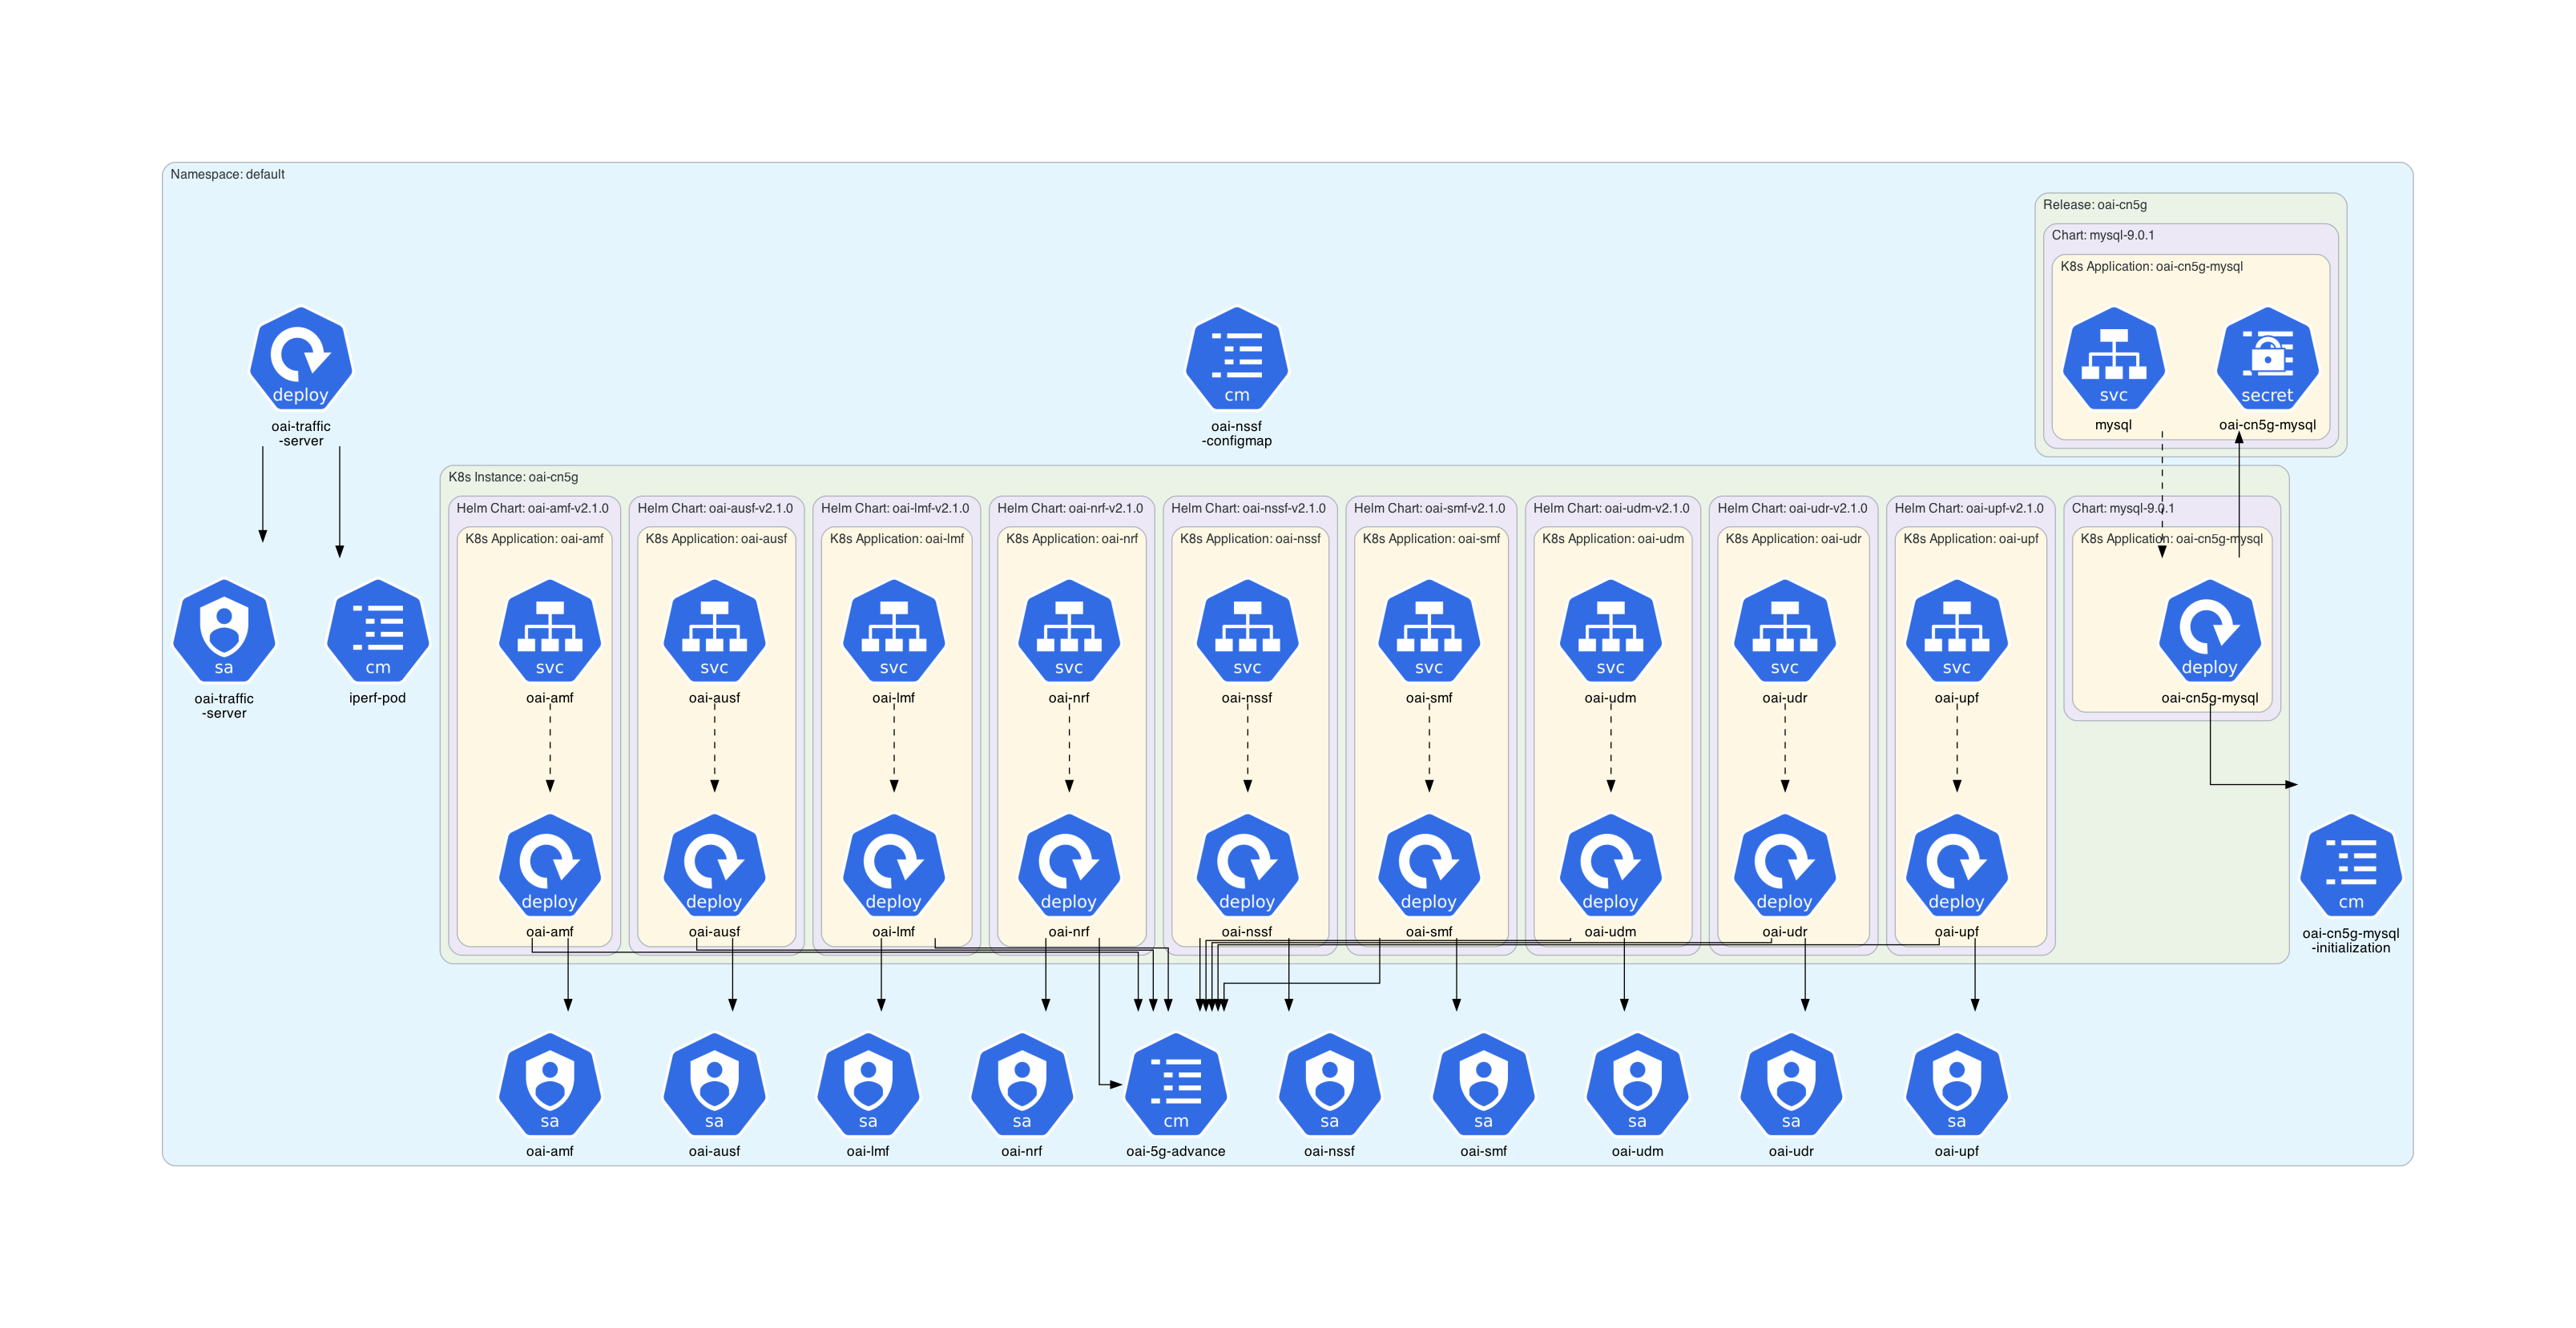 Namespace: default
Release: oai-cn5g
Chart: mysql-9.0.1
K8s Application: oai-cn5g-mysql
deploy
oai-traffic
-server
cm
oai-nssf
-configmap
svc
mysql
secret
oai-cn5g-mysql
K8s Instance: oai-cn5g
Helm Chart: oai-amf-v2.1.0
Helm Chart: oai-ausf-v2.1.0
Helm Chart: oai-lmf-v2.1.0
Helm Chart: oai-nrf-v2.1.0
Helm Chart: oai-nssf-v2.1.0
Helm Chart: oai-smf-v2.1.0
Helm Chart: oai-udm-v2.1.0
Helm Chart: oai-udr-v2.1.0
Helm Chart: oai-upf-v2.1.0
Chart: mysql-9.0.1
K8s Application: oai-amf
K8s Application: oai-ausf
K8s Application: oai-lmf
K8s Application: oai-nrf
K8s Application: oai-nssf
K8s Application: oai-smf
K8s Application: oai-udm
K8s Application: oai-udr
K8s Application: oai-upf
K8s Application: oai-cn5g-mysql
sa
oai-traffic
-server
cm
iperf-pod
svc
oai-amf
svc
oai-ausf
svc
oai-lmf
svc
oai-nrf
svc
oai-nssf
svc
oai-smf
svc
oai-udm
svc
oai-udr
svc
oai-upf
deploy
oai-cn5g-mysql
deploy
oai-amf
deploy
oai-ausf
deploy
oai-lmf
deploy
oai-nrf
deploy
oai-nssf
deploy
oai-smf
deploy
oai-udm
deploy
oai-udr
deploy
oai-upf
cm
oai-cn5g-mysql
-initialization
sa
oai-amf
sa
oai-ausf
sa
oai-lmf
sa
oai-nrf
cm
oai-5g-advance
sa
oai-nssf
sa
oai-smf
sa
oai-udm
sa
oai-udr
sa
oai-upf